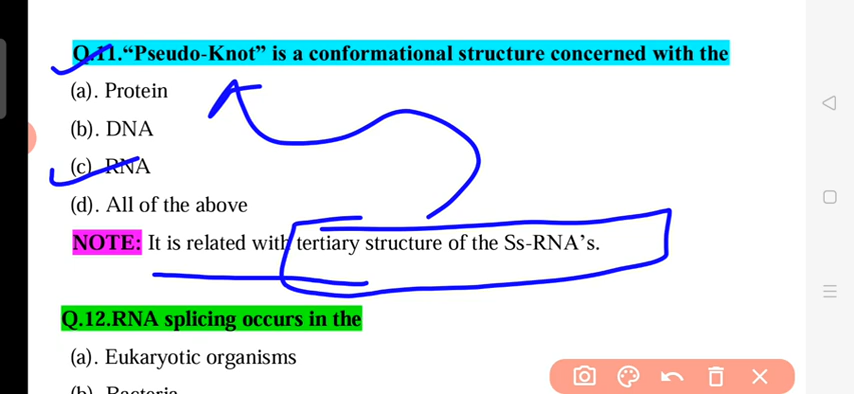 Q.11.“Pseudo-Knot” is a conformational structure concerned with the
(a). Protein
(b). DNA
(c). RNA
(d). All of the above
NOTE: It is related with tertiary structure of the Ss-RNA’s.
Q.12.RNA splicing occurs in the
(a). Eukaryotic organisms
(b). Bacteria